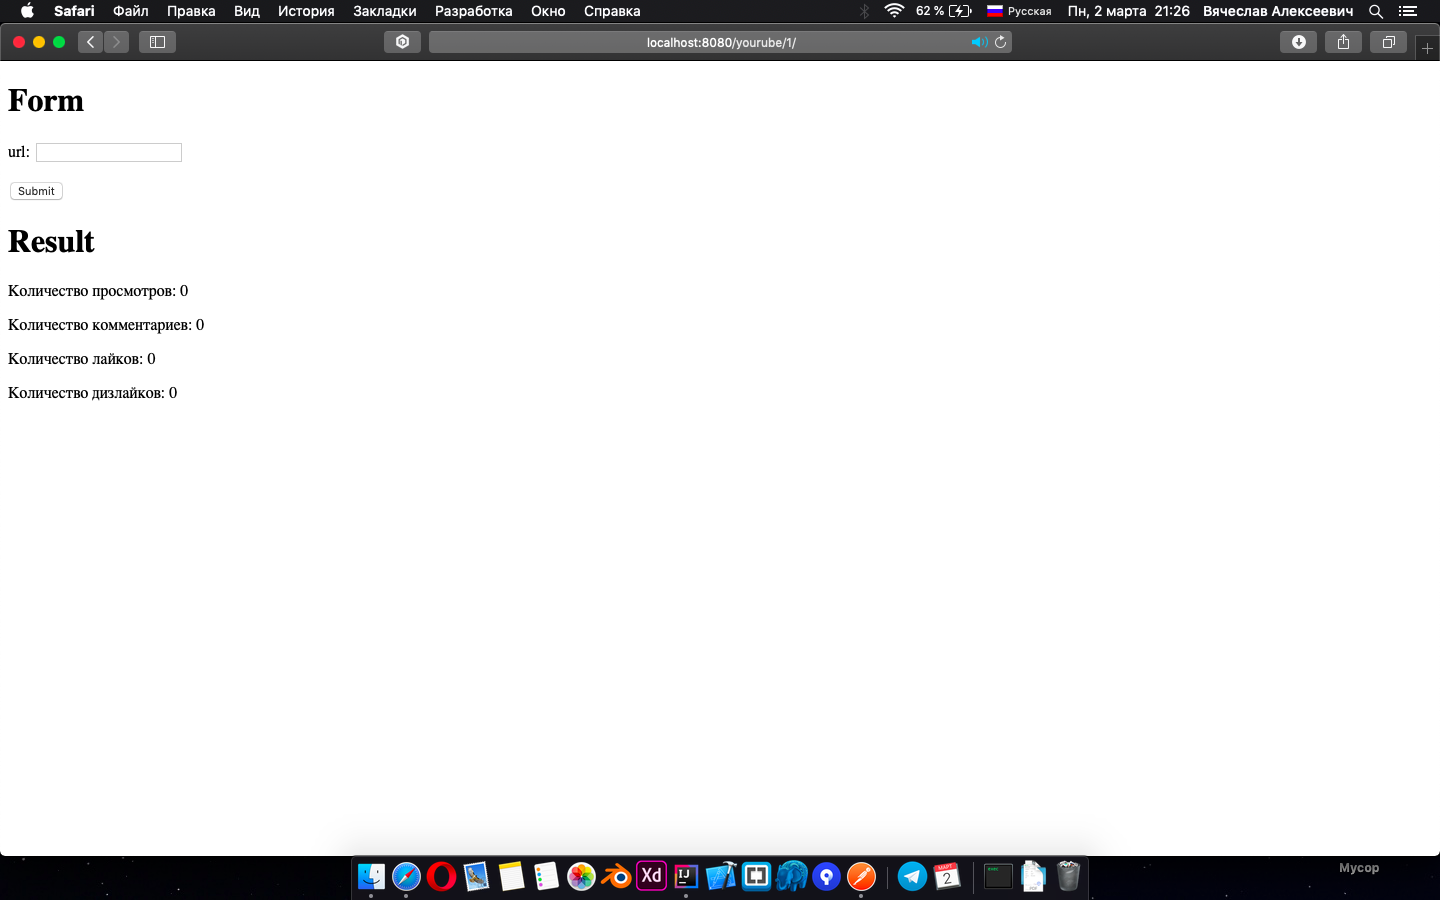 Safari Файл Правка Вид История Закладки Разработка Окно Справка 62 % Русская Пн, 2 марта 21:26 Вячеслав Алексеевич
localhost:8080/yourube/1/
Form
url:
Submit
Result
Количество просмотров: 0
Количество комментариев: 0
Количество лайков: 0
Количество дизлайков: 0
Мусор
Xd IJ МАРТ 2